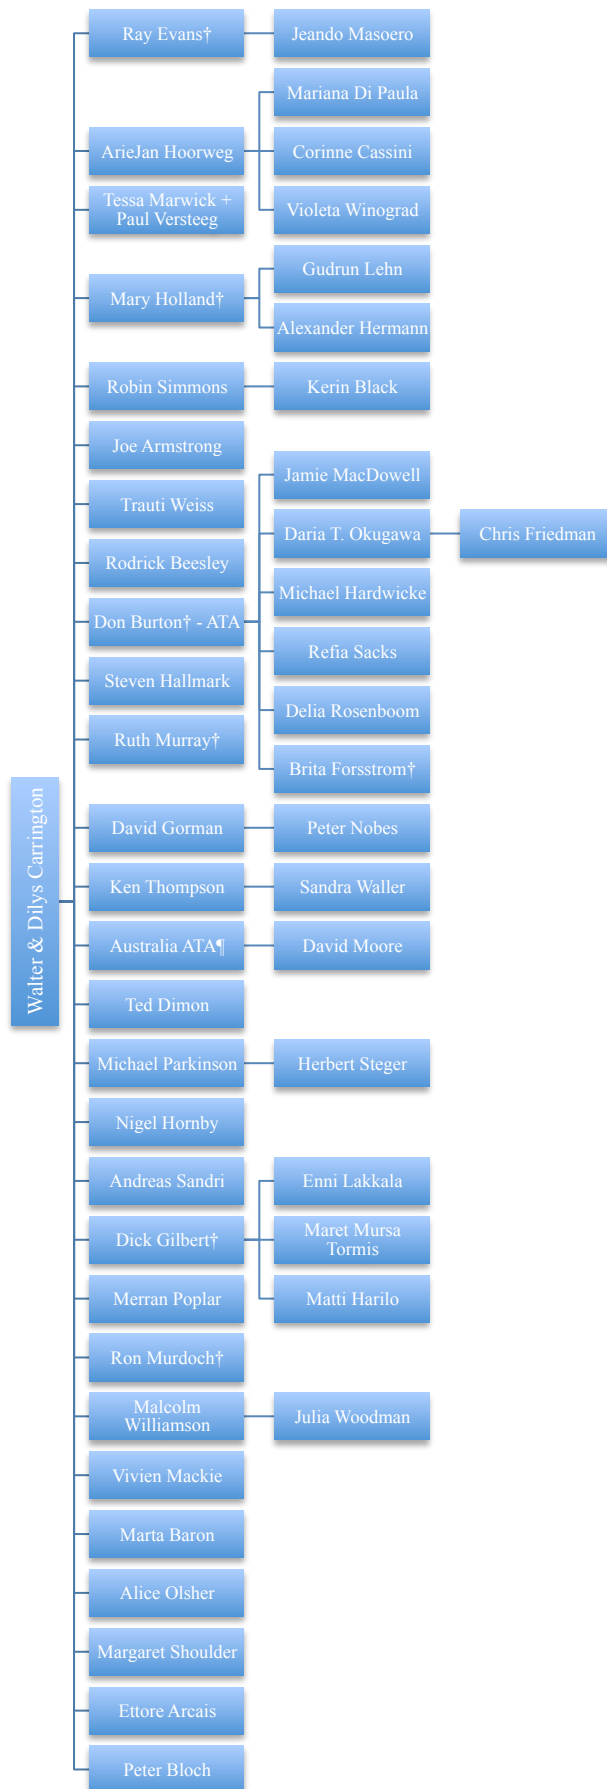 Walter & Dilys Carrington
Ray Evans†
Jeando Masoero
ArieJan Hoorweg
Mariana Di Paula
Corinne Cassini
Violeta Winograd
Tessa Marwick +
Paul Versteeg
Mary Holland†
Gudrun Lehn
Alexander Hermann
Robin Simmons
Kerin Black
Joe Armstrong
Trauti Weiss
Rodrick Beesley
Don Burton† - ATA
Jamie MacDowell
Daria T. Okugawa
Chris Friedman
Michael Hardwicke
Refia Sacks
Delia Rosenboom
Brita Forsstrom†
Steven Hallmark
Ruth Murray†
David Gorman
Peter Nobes
Ken Thompson
Sandra Waller
Australia ATA¶
David Moore
Ted Dimon
Michael Parkinson
Herbert Steger
Nigel Hornby
Andreas Sandri
Dick Gilbert†
Enni Lakkala
Maret Mursa
Tormis
Matti Harilo
Merran Poplar
Ron Murdoch†
Malcolm
Williamson
Julia Woodman
Vivien Mackie
Marta Baron
Alice Olsher
Margaret Shoulder
Ettore Arcais
Peter Bloch